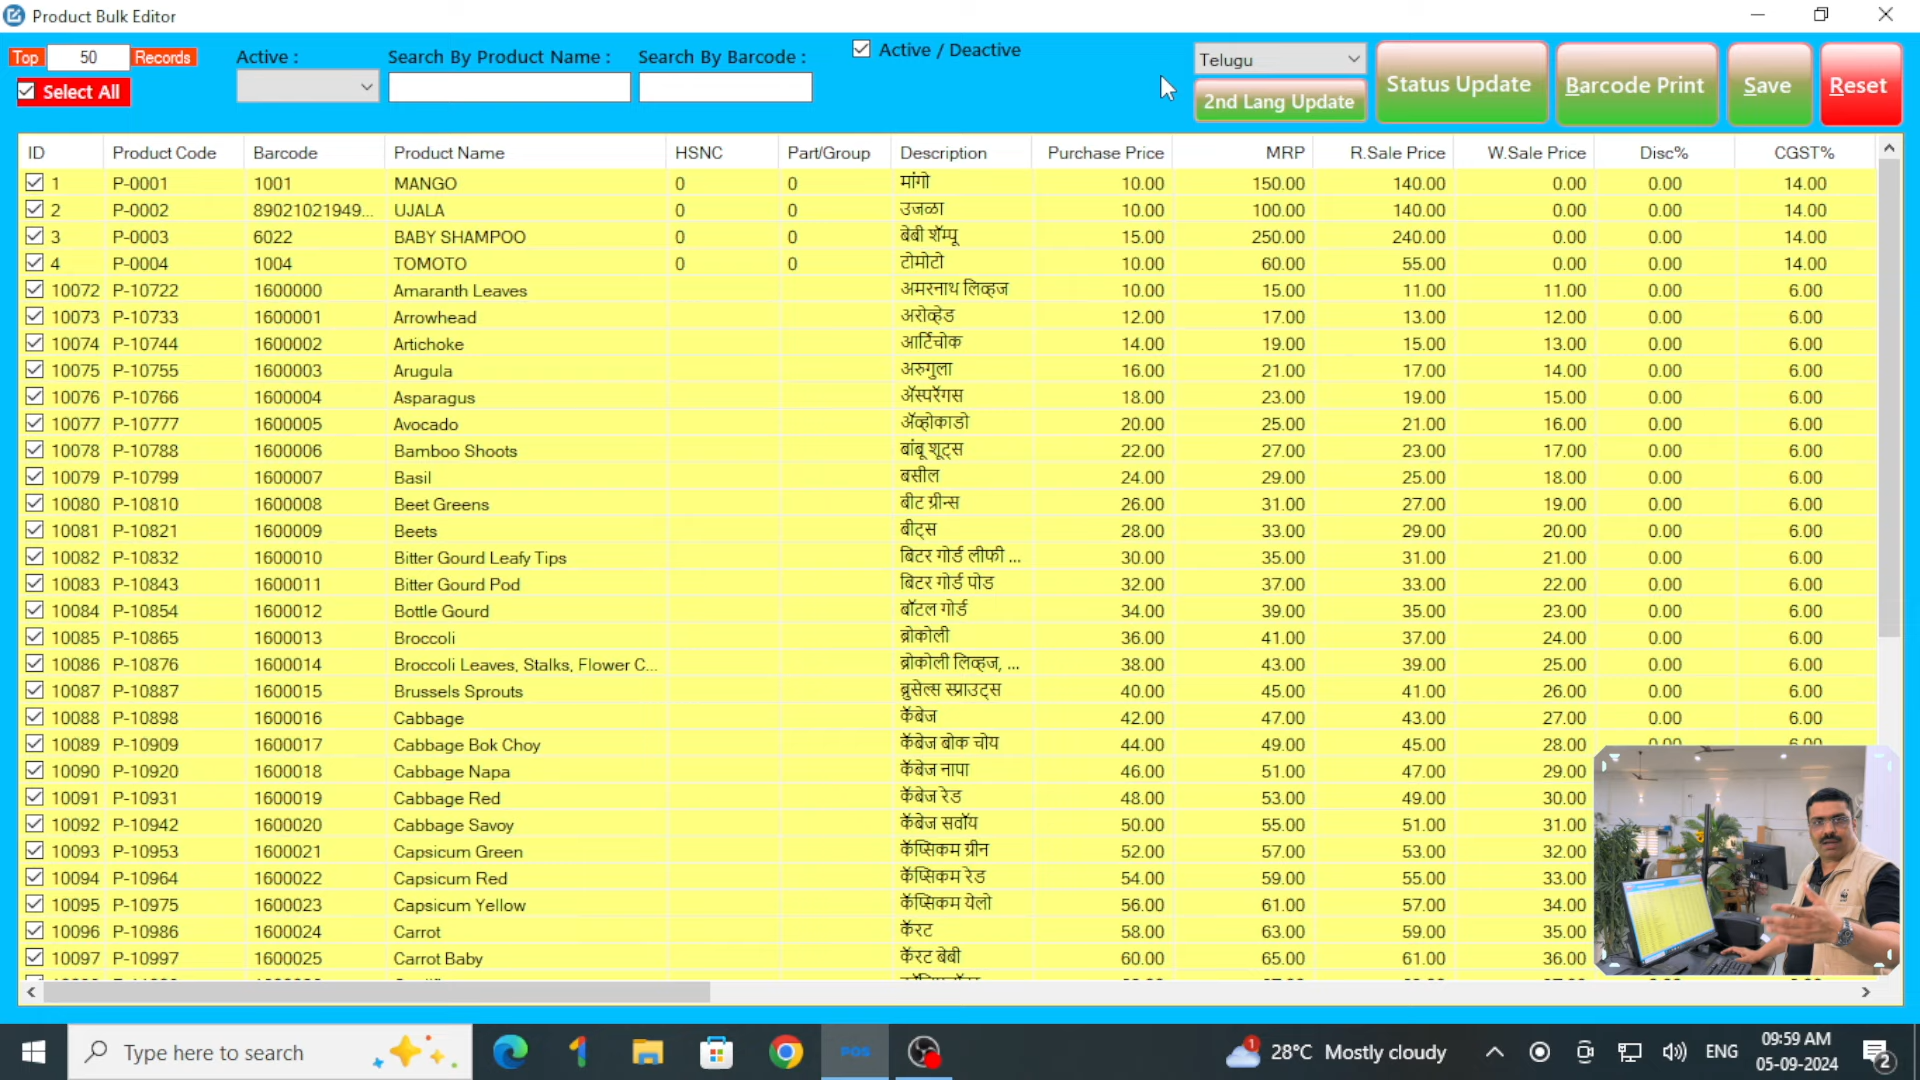 Product Bulk Editor
Top 50 Records
Select All
Active :
Search By Product Name :
Search By Barcode :
Active / Deactive
Telugu
2nd Lang Update
Status Update
Barcode Print
Save
Reset
ID Product Code Barcode Product Name HSNC Part/Group Description Purchase Price MRP R.Sale Price W.Sale Price Disc% CGST%
1 P-0001 1001 MANGO 0 0 मांगो 10.00 150.00 140.00 0.00 0.00 14.00
2 P-0002 89021021949... UJALA 0 0 उजळा 10.00 100.00 140.00 0.00 0.00 14.00
3 P-0003 6022 BABY SHAMPOO 0 0 बेबी शॅम्पू 15.00 250.00 240.00 0.00 0.00 14.00
4 P-0004 1004 TOMOTO 0 0 टोमोटो 10.00 60.00 55.00 0.00 0.00 14.00
10072 P-10722 1600000 Amaranth Leaves अमरनाथ लिव्हज 10.00 15.00 11.00 11.00 0.00 6.00
10073 P-10733 1600001 Arrowhead अरोव्हेड 12.00 17.00 13.00 12.00 0.00 6.00
10074 P-10744 1600002 Artichoke आर्टिचोक 14.00 19.00 15.00 13.00 0.00 6.00
10075 P-10755 1600003 Arugula अरुगुला 16.00 21.00 17.00 14.00 0.00 6.00
10076 P-10766 1600004 Asparagus ॲस्परॅगस 18.00 23.00 19.00 15.00 0.00 6.00
10077 P-10777 1600005 Avocado ॲव्होकाडो 20.00 25.00 21.00 16.00 0.00 6.00
10078 P-10788 1600006 Bamboo Shoots बांबू शूट्स 22.00 27.00 23.00 17.00 0.00 6.00
10079 P-10799 1600007 Basil बसील 24.00 29.00 25.00 18.00 0.00 6.00
10080 P-10810 1600008 Beet Greens बीट ग्रीन्स 26.00 31.00 27.00 19.00 0.00 6.00
10081 P-10821 1600009 Beets बीट्स 28.00 33.00 29.00 20.00 0.00 6.00
10082 P-10832 1600010 Bitter Gourd Leafy Tips बिटर गोर्ड लीफी ... 30.00 35.00 31.00 21.00 0.00 6.00
10083 P-10843 1600011 Bitter Gourd Pod बिटर गोर्ड पोड 32.00 37.00 33.00 22.00 0.00 6.00
10084 P-10854 1600012 Bottle Gourd बॉटल गोर्ड 34.00 39.00 35.00 23.00 0.00 6.00
10085 P-10865 1600013 Broccoli ब्रोकोली 36.00 41.00 37.00 24.00 0.00 6.00
10086 P-10876 1600014 Broccoli Leaves, Stalks, Flower C... ब्रोकोली लिव्हज, ... 38.00 43.00 39.00 25.00 0.00 6.00
10087 P-10887 1600015 Brussels Sprouts ब्रुसेल्स स्प्राउट्स 40.00 45.00 41.00 26.00 0.00 6.00
10088 P-10898 1600016 Cabbage कॅबेज 42.00 47.00 43.00 27.00 0.00 6.00
10089 P-10909 1600017 Cabbage Bok Choy कॅबेज बोक चोय 44.00 49.00 45.00 28.00 0.00 6.00
10090 P-10920 1600018 Cabbage Napa कॅबेज नापा 46.00 51.00 47.00 29.00
10091 P-10931 1600019 Cabbage Red कॅबेज रेड 48.00 53.00 49.00 30.00
10092 P-10942 1600020 Cabbage Savoy कॅबेज सवॉय 50.00 55.00 51.00 31.00
10093 P-10953 1600021 Capsicum Green कॅप्सिकम ग्रीन 52.00 57.00 53.00 32.00
10094 P-10964 1600022 Capsicum Red कॅप्सिकम रेड 54.00 59.00 55.00 33.00
10095 P-10975 1600023 Capsicum Yellow कॅप्सिकम येलो 56.00 61.00 57.00 34.00
10096 P-10986 1600024 Carrot कॅरट 58.00 63.00 59.00 35.00
10097 P-10997 1600025 Carrot Baby कॅरट बेबी 60.00 65.00 61.00 36.00
Type here to search
POS
1
28°C Mostly cloudy
ENG
09:59 AM
05-09-2024
2